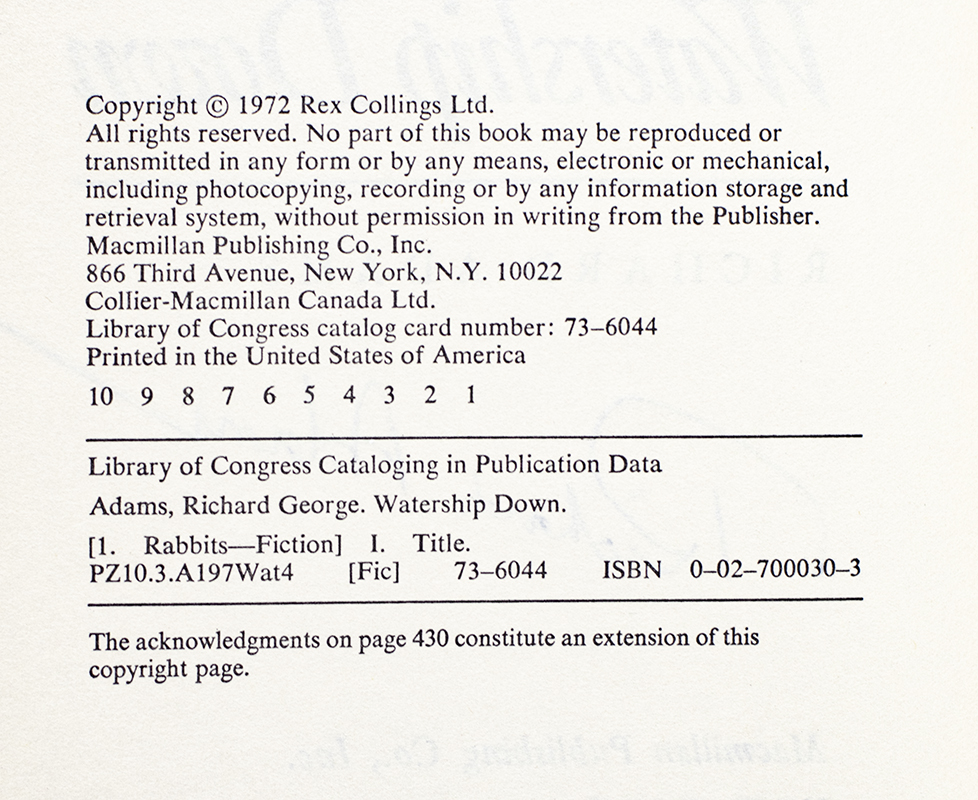 Copyright © 1972 Rex Collings Ltd.
All rights reserved. No part of this book may be reproduced or
transmitted in any form or by any means, electronic or mechanical,
including photocopying, recording or by any information storage and
retrieval system, without permission in writing from the Publisher.
Macmillan Publishing Co., Inc.
866 Third Avenue, New York, N.Y. 10022
Collier-Macmillan Canada Ltd.
Library of Congress catalog card number: 73–6044
Printed in the United States of America
10 9 8 7 6 5 4 3 2 1
Library of Congress Cataloging in Publication Data
Adams, Richard George. Watership Down.
[1. Rabbits—Fiction] I. Title.
PZ10.3.A197Wat4 [Fic] 73–6044 ISBN 0–02–700030–3
The acknowledgments on page 430 constitute an extension of this
copyright page.